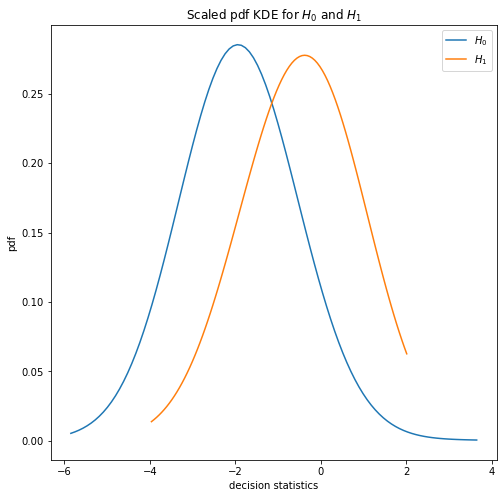 Scaled pdf KDE for H₀ and H₁
H₀
H₁
0.25
0.20
0.15
0.10
0.05
0.00
pdf
−6
−4
−2
0
2
4
decision statistics